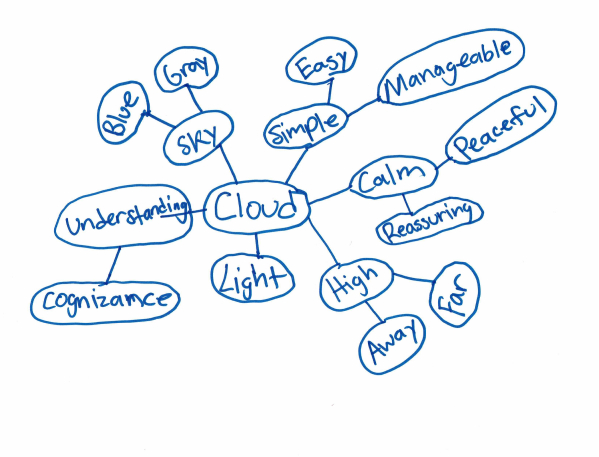 Gray
Easy
Manageable
Blue
Sky
Simple
Peaceful
Calm
Understanding
Cloud
Reassuring
Light
High
Cognizamce
Far
Away